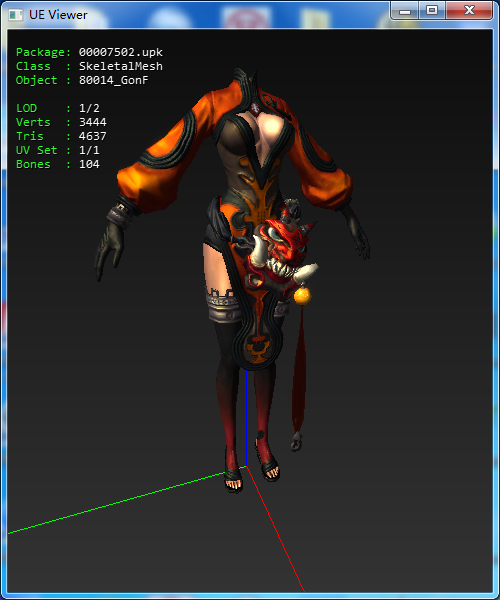 UE Viewer
Package: 00007502.upk
Class : SkeletalMesh
Object : 80014_GonF
LOD : 1/2
Verts : 3444
Tris : 4637
UV Set : 1/1
Bones : 104